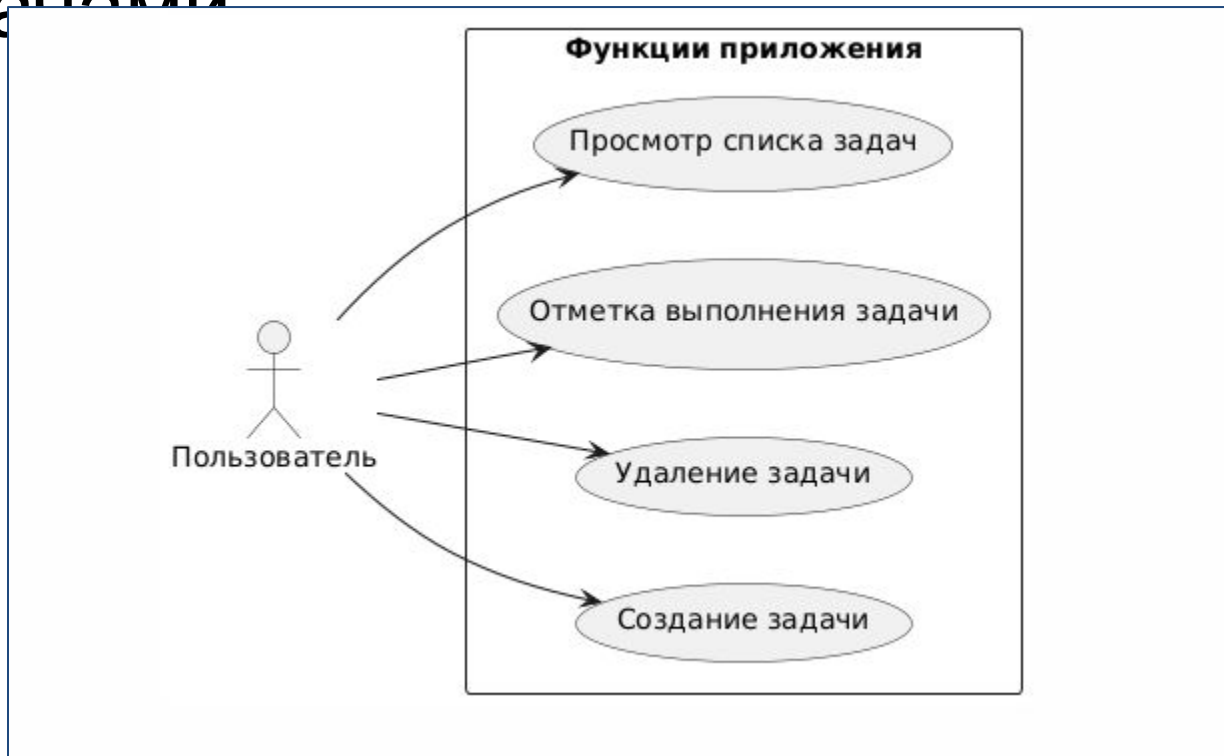 Функции приложения
Просмотр списка задач
Отметка выполнения задачи
Пользователь
Удаление задачи
Создание задачи